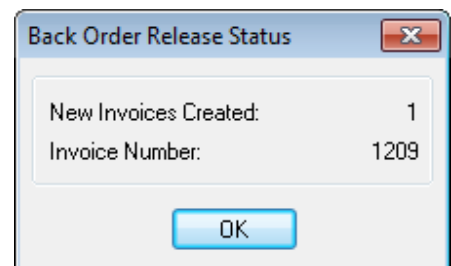 Back Order Release Status
New Invoices Created: 1
Invoice Number: 1209
OK